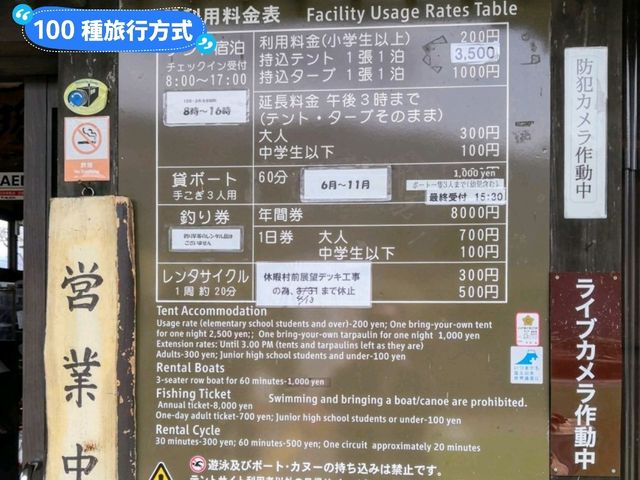 100 種旅行方式
利用料金表 Facility Usage Rates Table
宿泊
チェックイン受付
8:00〜17:00
8時〜16時
利用料金(小学生以上) 200円
持込テント 1張1泊 3,500
持込タープ 1張1泊 1000円
延長料金 午後3時まで
(テント・タープそのまま)
大人 300円
中学生以下 100円
貸ボート 60分 6月〜11月 1,000 yen
手こぎ3人用
最終受付 15:30
釣り券 年間券 8000円
ございません
1日券 大人 700円
中学生以下 100円
レンタサイクル 300円
1周 約20分 500円
休暇村前展望デッキ工事
の為、3/31まで休止
Tent Accommodation
Usage rate (elementary school students and over)-200 yen; One bring-your-own tent
for one night 2,500 yen;; One bring-your-own tarpaulin for one night 1,000 yen
Extension rates: Until 3.00 PM (tents and tarpaulins left as they are)
Adults-300 yen; Junior high school students and under-100 yen
Rental Boats
3-seater row boat for 60 minutes-1,000 yen
Fishing Ticket Swimming and bringing a boat/canoe are prohibited.
Annual ticket-8,000 yen
One-day adult ticket-700 yen; Junior high school students or under-100 yen
Rental Cycle
30 minutes-300 yen; 60 minutes-500 yen; One circuit approximately 20 minutes
遊泳及びボート・カヌーの持ち込みは禁止です。
営業中
防犯カメラ作動中
ライブカメラ作動中
禁煙